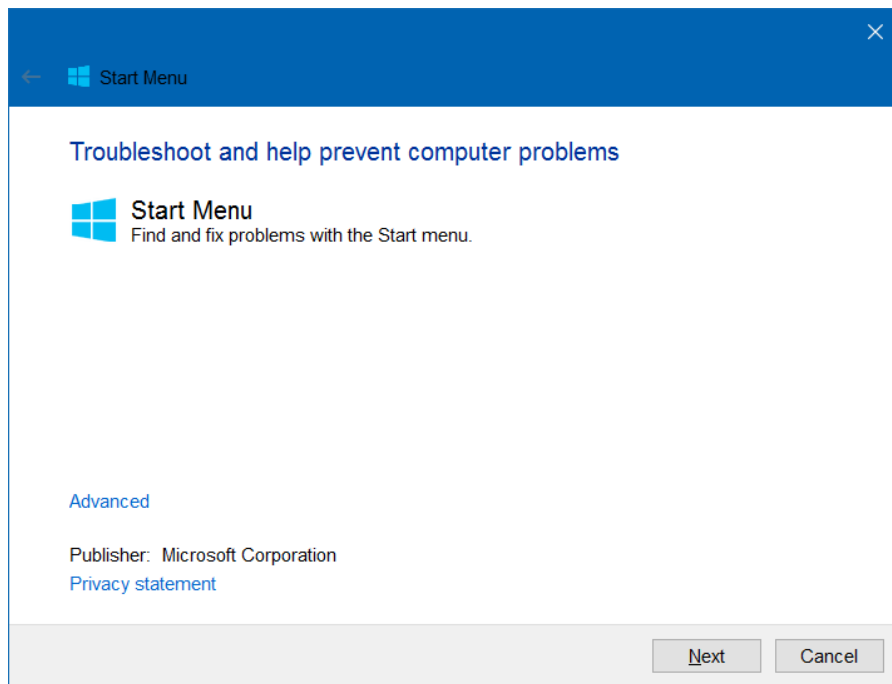 Start Menu
Troubleshoot and help prevent computer problems
Start Menu
Find and fix problems with the Start menu.
Advanced
Publisher: Microsoft Corporation
Privacy statement
Next Cancel